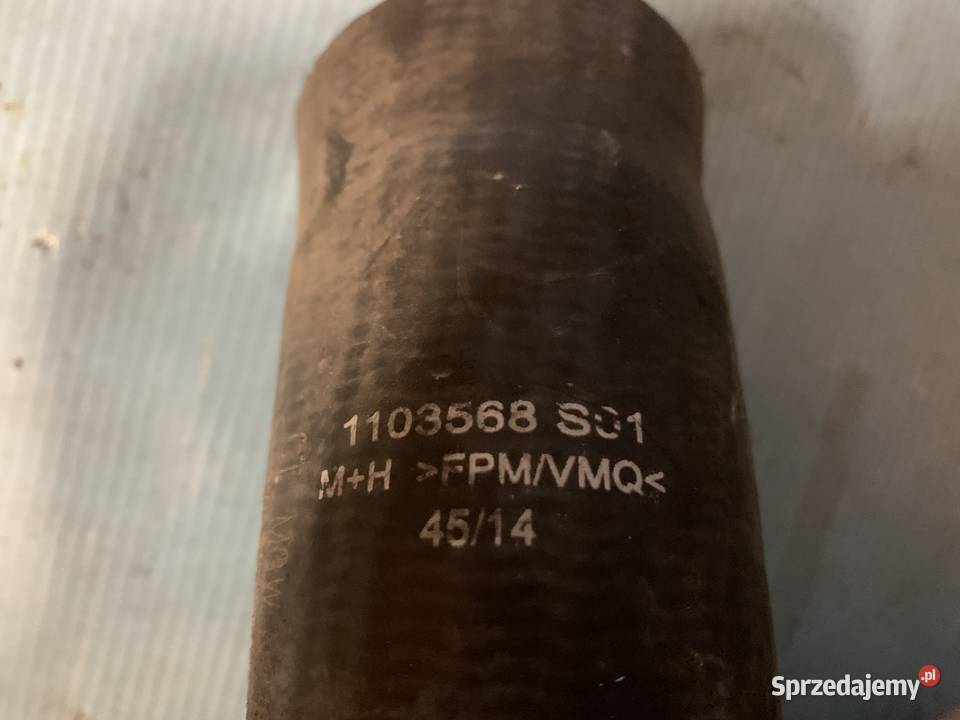 1103568 S01
M+H >FPM/VMQ<
45/14
Sprzedajemy.pl